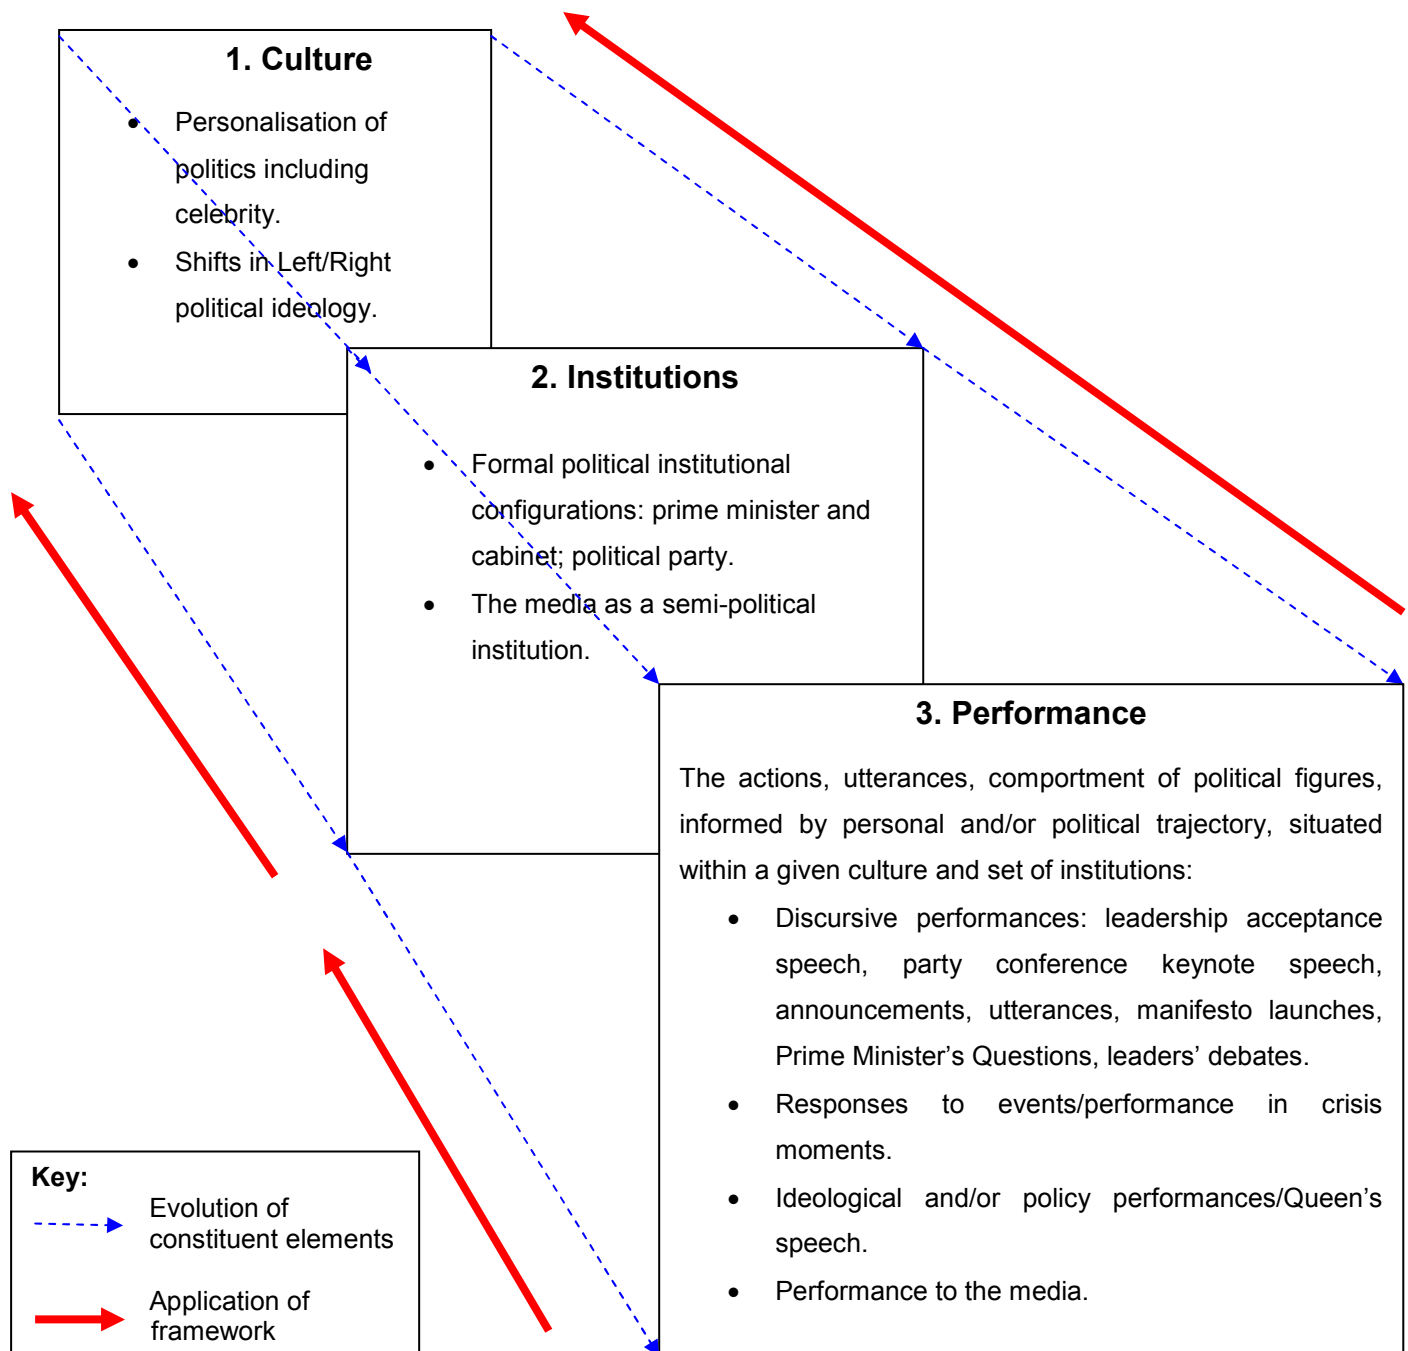 1. Culture
• Personalisation of
politics including
celebrity.
• Shifts in Left/Right
political ideology.
2. Institutions
• Formal political institutional
configurations: prime minister and
cabinet; political party.
• The media as a semi-political
institution.
3. Performance
The actions, utterances, comportment of political figures,
informed by personal and/or political trajectory, situated
within a given culture and set of institutions:
• Discursive performances: leadership acceptance
speech, party conference keynote speech,
announcements, utterances, manifesto launches,
Prime Minister’s Questions, leaders’ debates.
• Responses to events/performance in crisis
moments.
• Ideological and/or policy performances/Queen’s
speech.
• Performance to the media.
Key:
Evolution of
constituent elements
Application of
framework